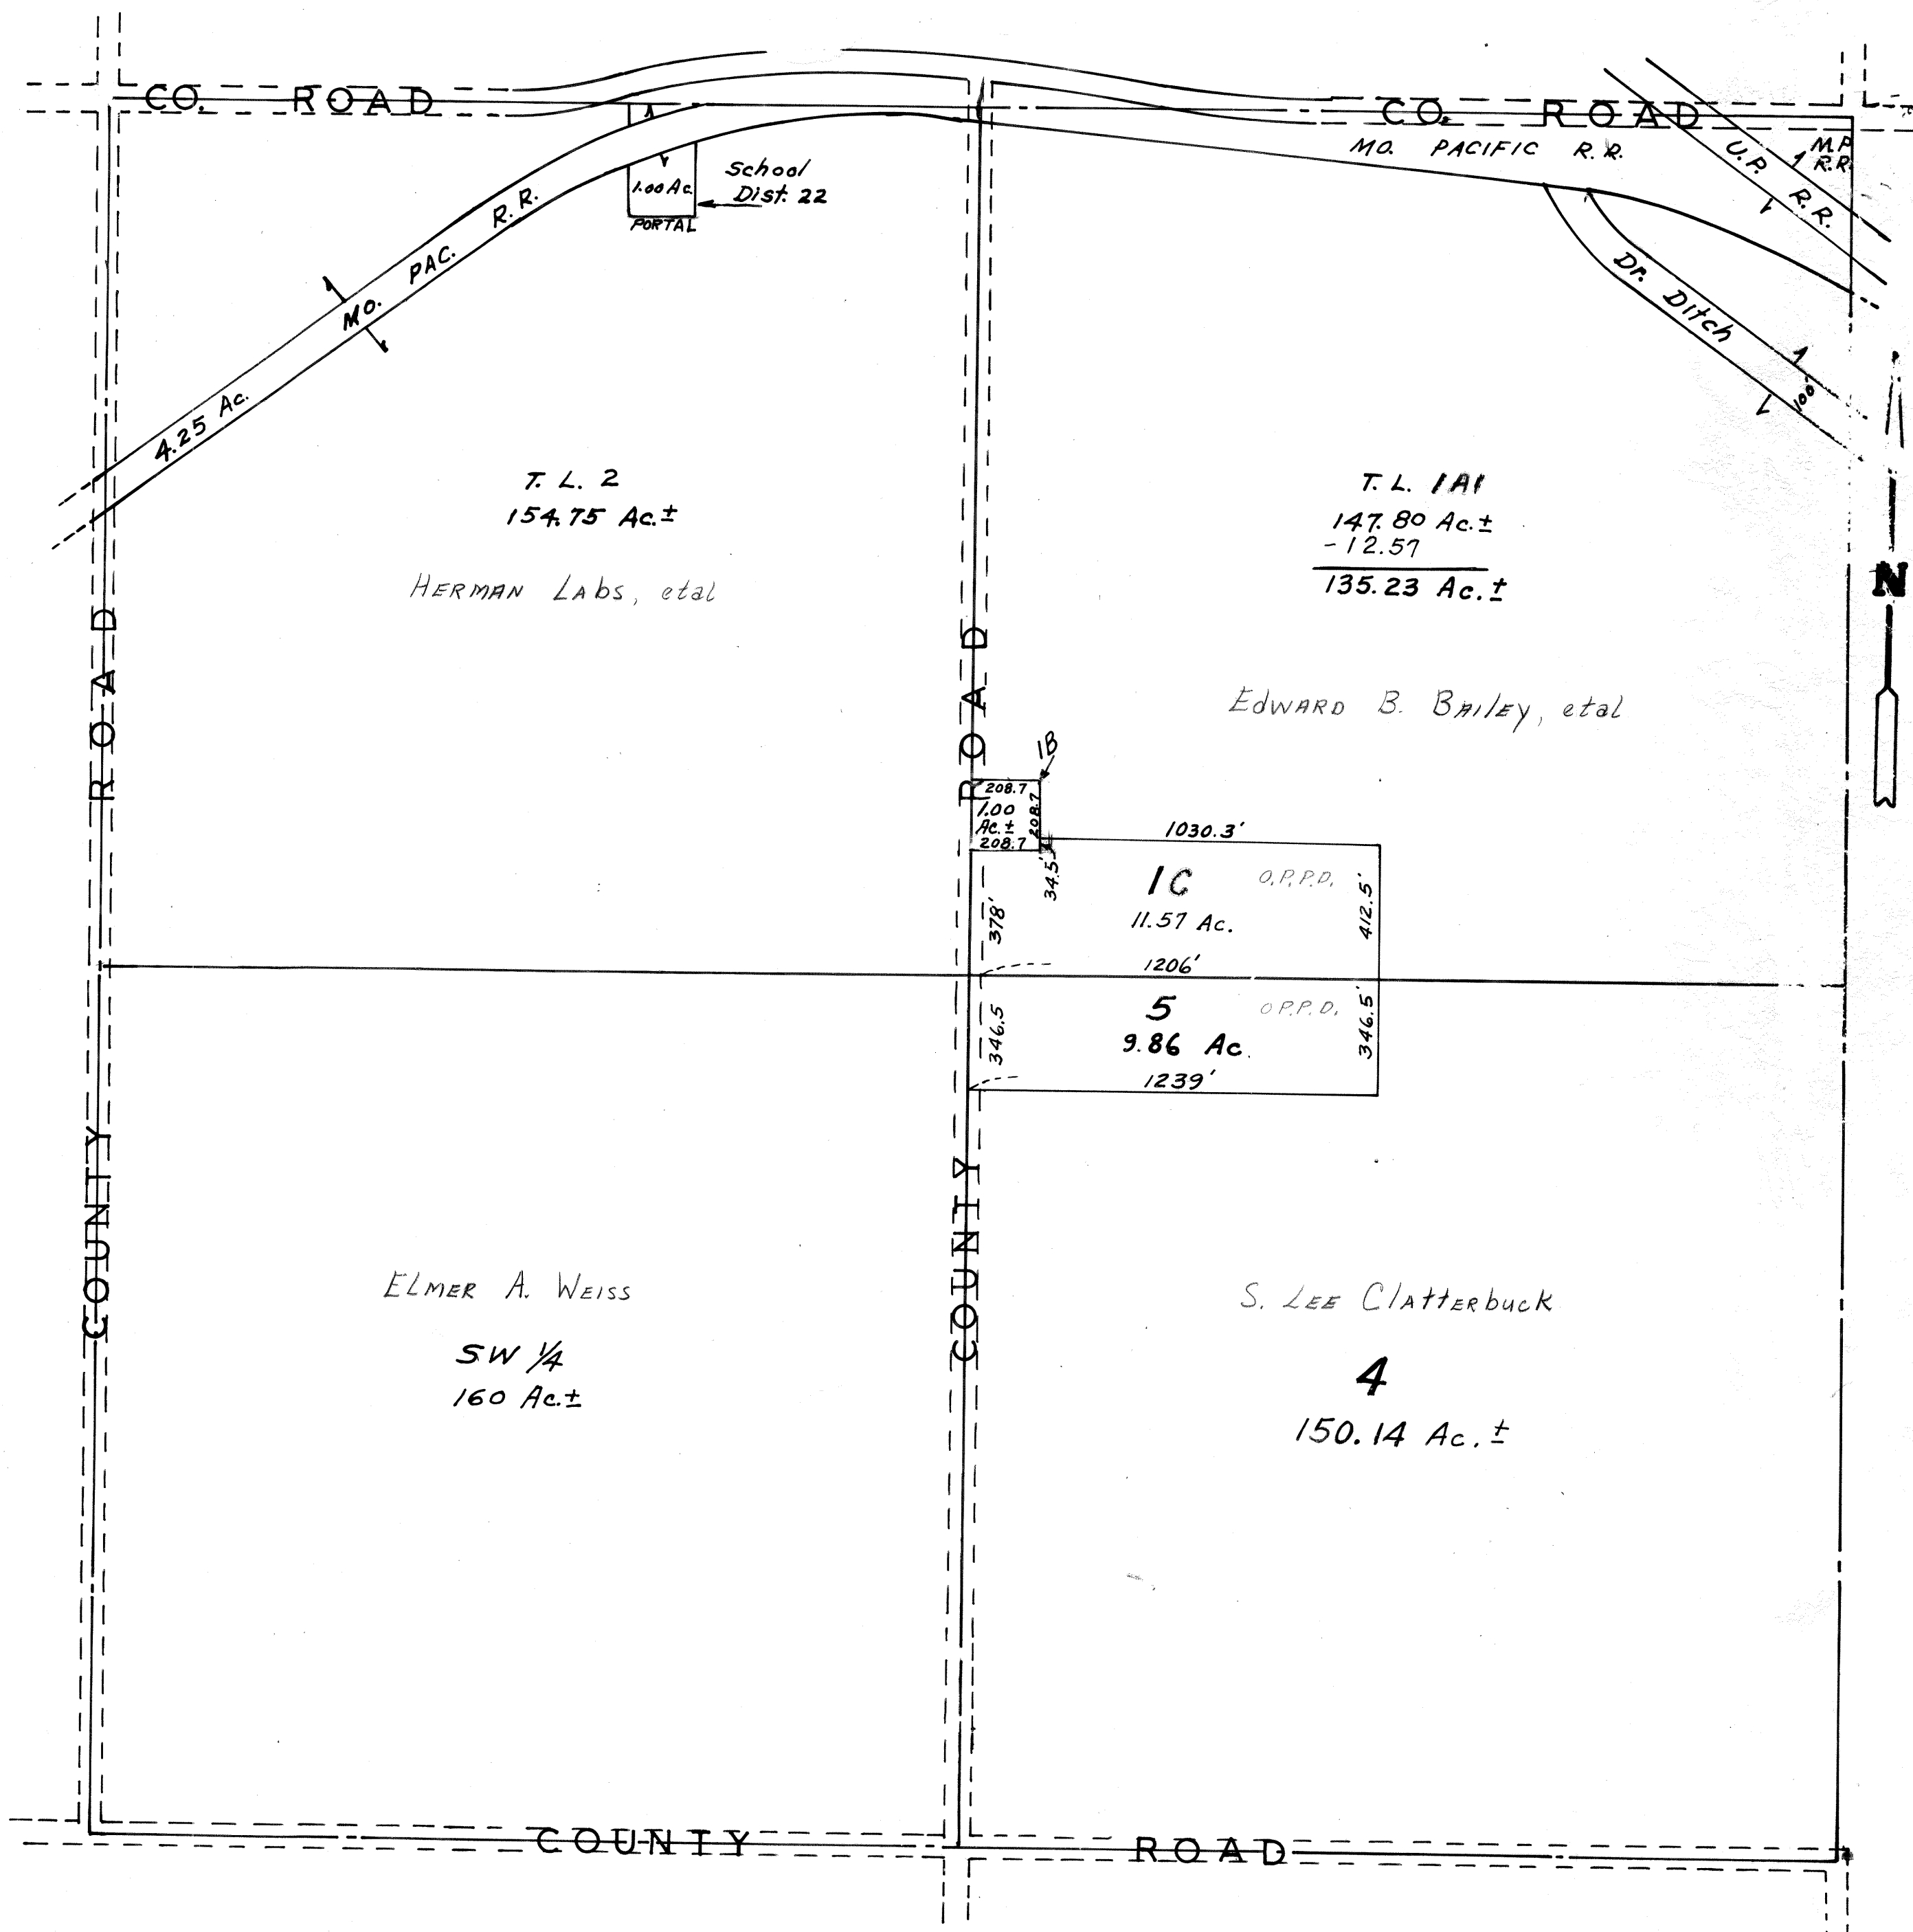 CO. ROAD
CO. ROAD
MO. PACIFIC R.R.
U.P. R.R.
M.P.
R.R.
1.00 Ac.
School
Dist. 22
PORTAL
MO. PAC. R.R.
4.25 Ac.
Dr. Ditch
100'
T. L. 2
154.75 Ac.±
HERMAN LAbs, etal
T. L. 1A1
147.80 Ac.±
-12.57
135.23 Ac.±
N
EdWARD B. BAilEy, etal
COUNTY ROAD
COUNTY ROAD
1B
208.7
1.00
Ac.±
208.7
208.7
34.5'
1030.3'
1C O.P.P.D.
11.57 Ac.
412.5'
378'
1206'
5 O.P.P.D.
9.86 Ac.
346.5
346.5'
1239'
ELMER A. WEISS
SW 1/4
160 Ac.±
S. LEE ClAttERbuck
4
150.14 Ac.±
COUNTY ROAD